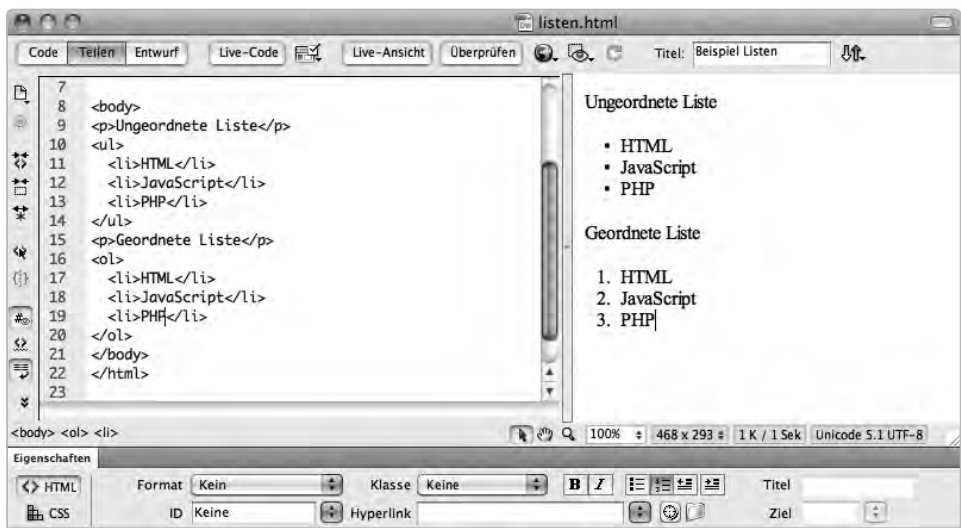 listen.html
Code Teilen Entwurf Live-Code Live-Ansicht Überprüfen Titel: Beispiel Listen
7
8 <body>
9 <p>Ungeordnete Liste</p>
10 <ul>
11 <li>HTML</li>
12 <li>JavaScript</li>
13 <li>PHP</li>
14 </ul>
15 <p>Geordnete Liste</p>
16 <ol>
17 <li>HTML</li>
18 <li>JavaScript</li>
19 <li>PHP</li>
20 </ol>
21 </body>
22 </html>
23
Ungeordnete Liste
• HTML
• JavaScript
• PHP
Geordnete Liste
1. HTML
2. JavaScript
3. PHP
<body> <ol> <li> 100% 468 x 293 1 K / 1 Sek Unicode 5.1 UTF-8
Eigenschaften
<> HTML Format Kein Klasse Keine B I Titel
CSS ID Keine Hyperlink Ziel